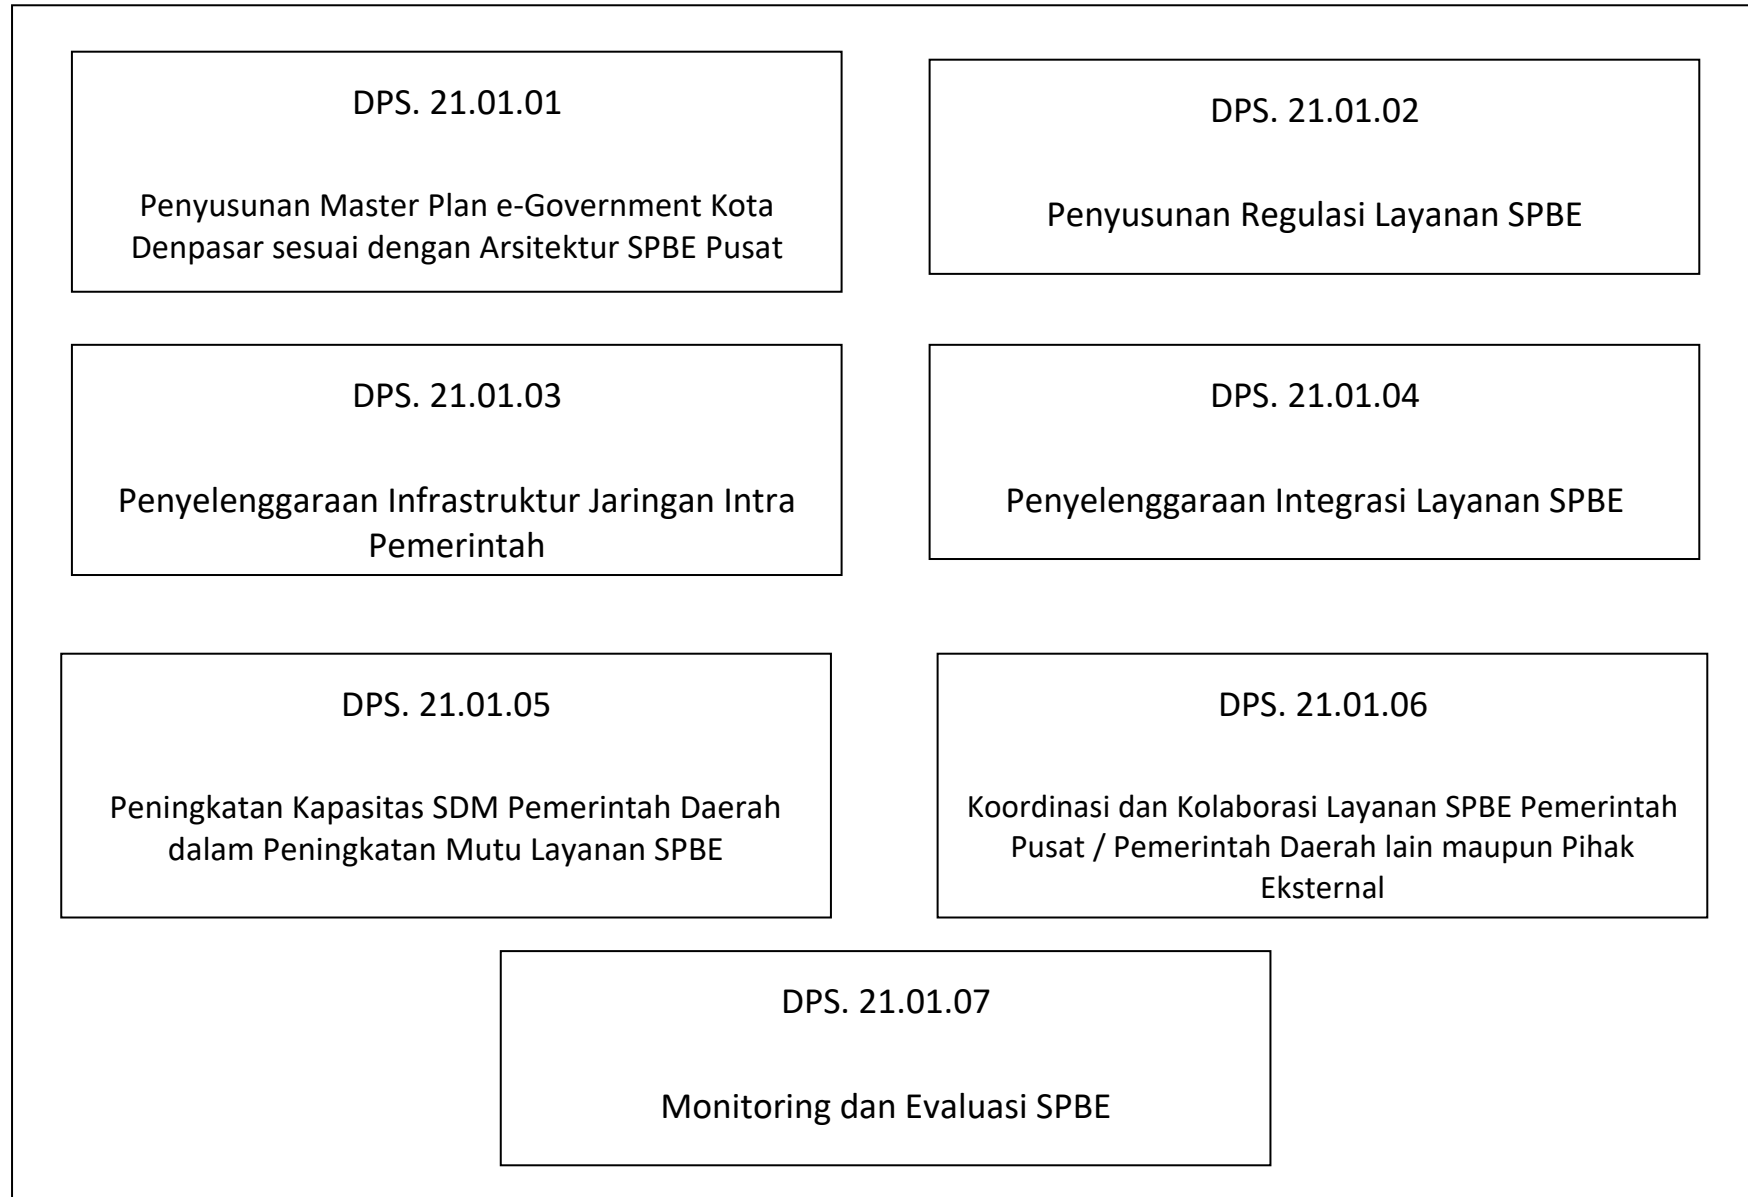 DPS. 21.01.01
Penyusunan Master Plan e-Government Kota
Denpasar sesuai dengan Arsitektur SPBE Pusat
DPS. 21.01.02
Penyusunan Regulasi Layanan SPBE
DPS. 21.01.03
Penyelenggaraan Infrastruktur Jaringan Intra
Pemerintah
DPS. 21.01.04
Penyelenggaraan Integrasi Layanan SPBE
DPS. 21.01.05
Peningkatan Kapasitas SDM Pemerintah Daerah
dalam Peningkatan Mutu Layanan SPBE
DPS. 21.01.06
Koordinasi dan Kolaborasi Layanan SPBE Pemerintah
Pusat / Pemerintah Daerah lain maupun Pihak
Eksternal
DPS. 21.01.07
Monitoring dan Evaluasi SPBE